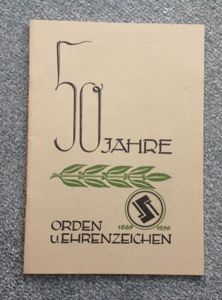 50 JAHRE
1889 1939
ORDEN
U. EHRENZEICHEN